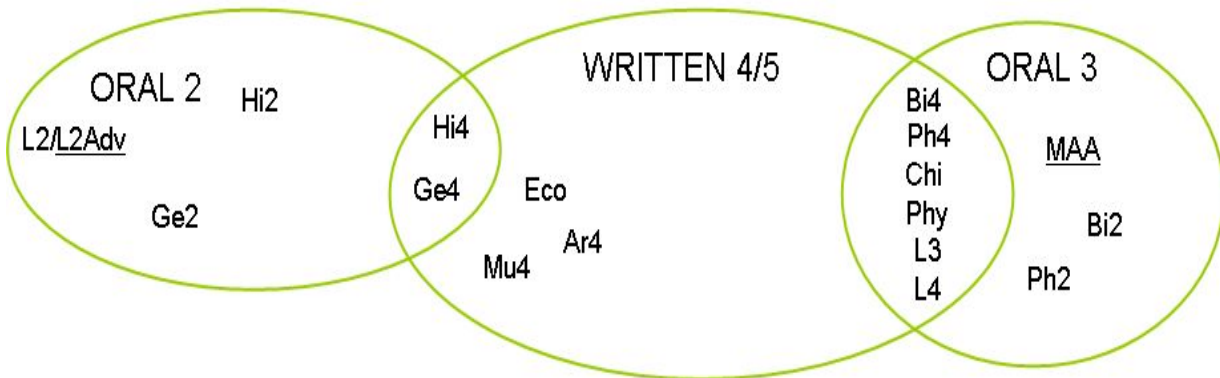 ORAL 2
Hi2
L2/L2Adv
Ge2
Hi4
Ge4
WRITTEN 4/5
Eco
Ar4
Mu4
Bi4
Ph4
Chi
Phy
L3
L4
ORAL 3
MAA
Bi2
Ph2